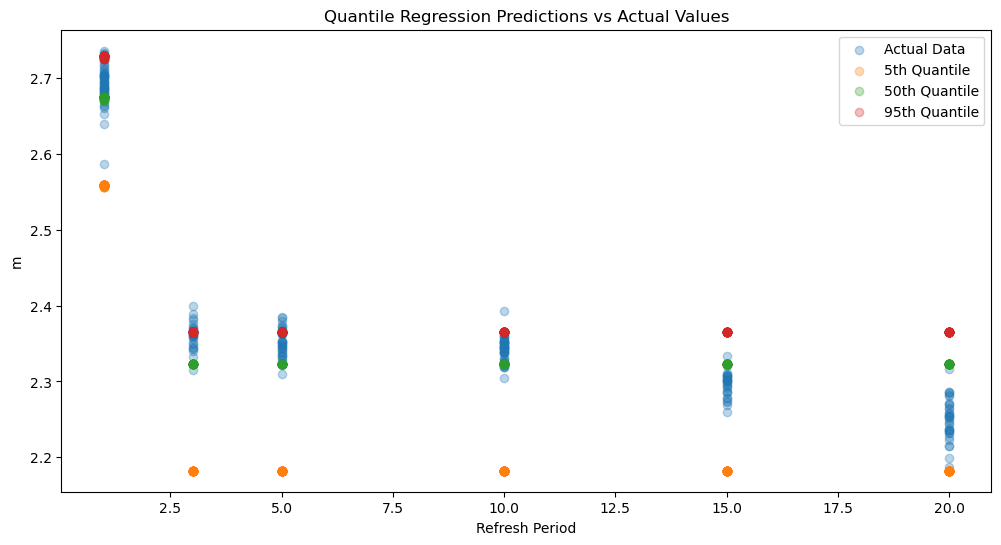 Quantile Regression Predictions vs Actual Values
Actual Data
5th Quantile
50th Quantile
95th Quantile
2.7
2.6
2.5
2.4
2.3
2.2
m
2.5
5.0
7.5
10.0
12.5
15.0
17.5
20.0
Refresh Period